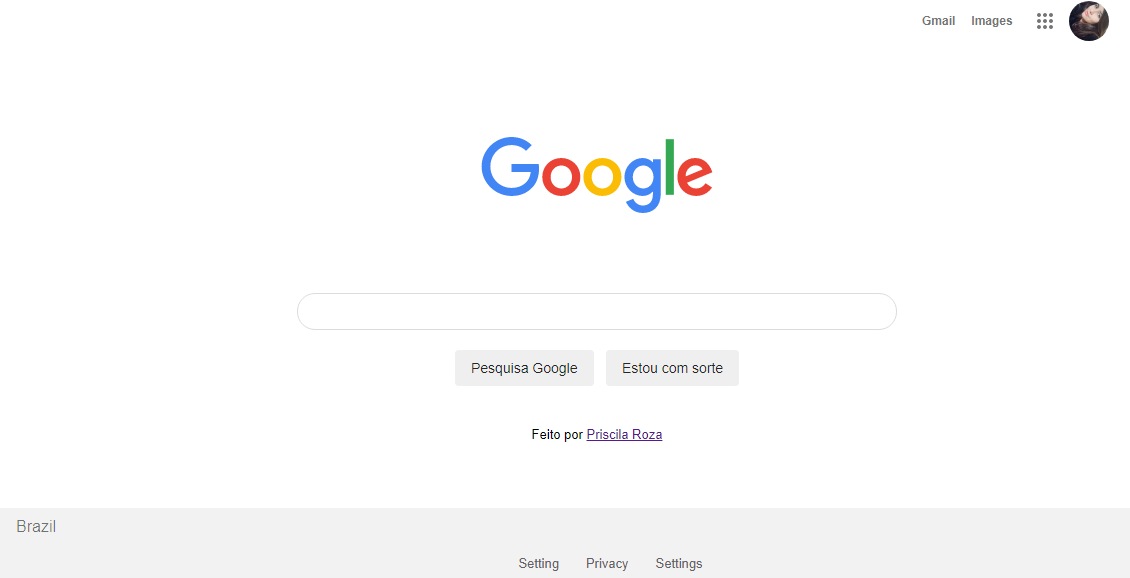 Gmail Images
Google
Pesquisa Google Estou com sorte
Feito por Priscila Roza
Brazil
Setting Privacy Settings